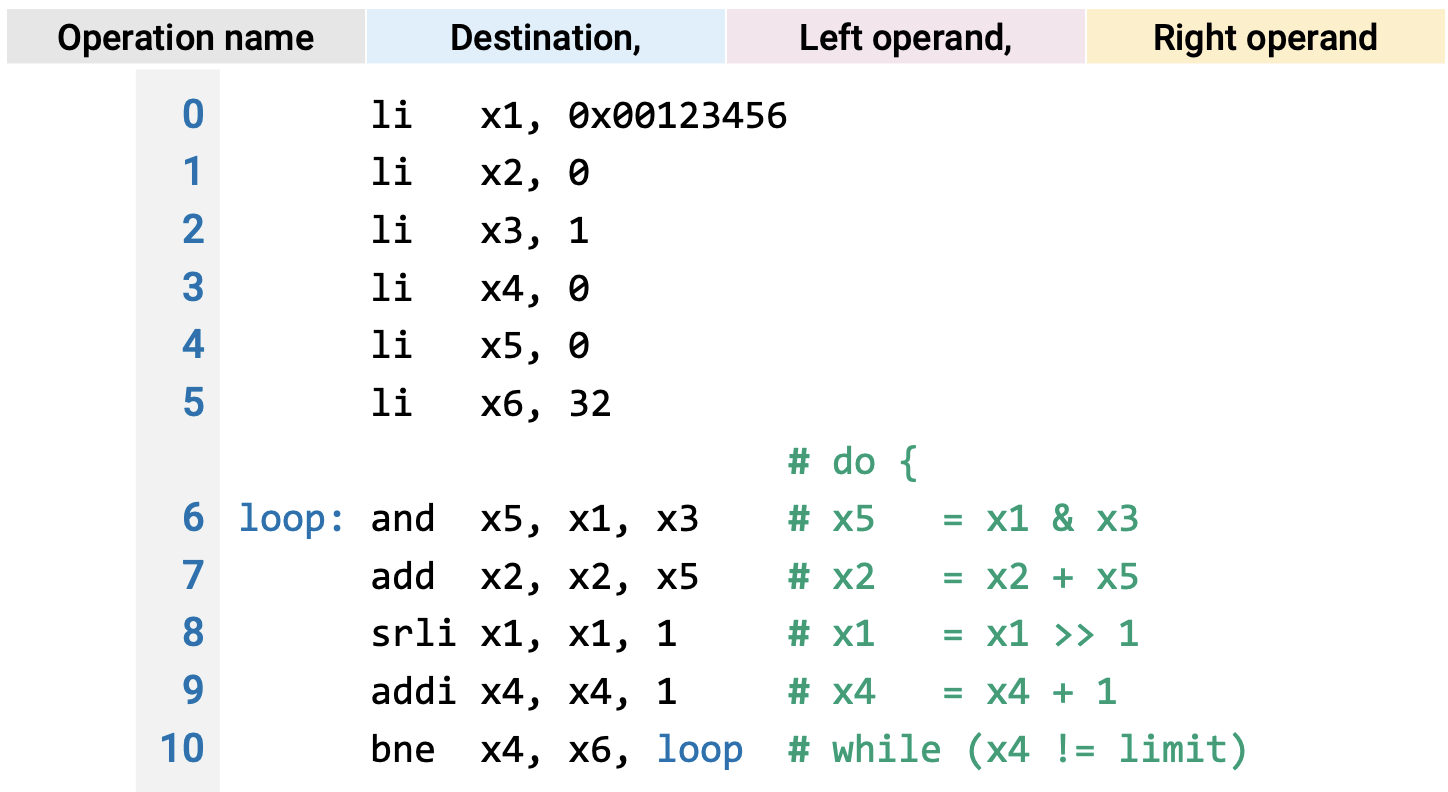 Operation name Destination, Left operand, Right operand
0 li x1, 0x00123456
1 li x2, 0
2 li x3, 1
3 li x4, 0
4 li x5, 0
5 li x6, 32
# do {
6 loop: and x5, x1, x3 # x5 = x1 & x3
7 add x2, x2, x5 # x2 = x2 + x5
8 srli x1, x1, 1 # x1 = x1 >> 1
9 addi x4, x4, 1 # x4 = x4 + 1
10 bne x4, x6, loop # while (x4 != limit)